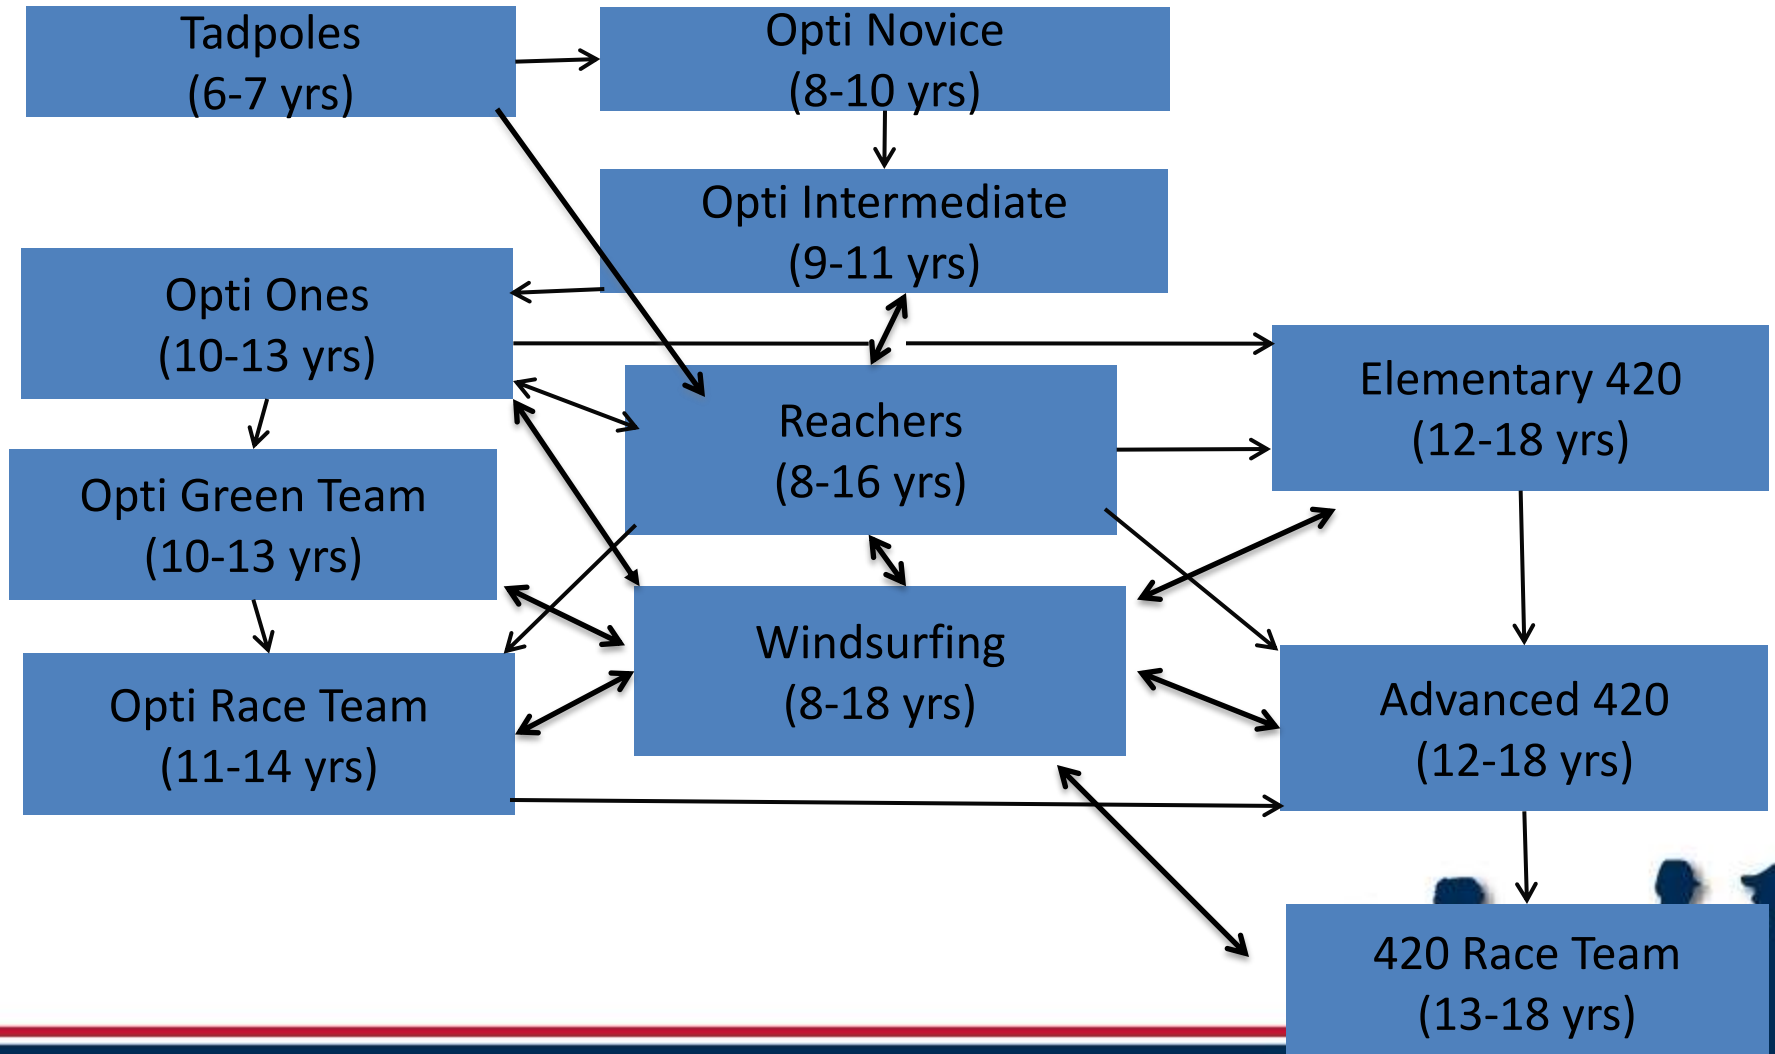 Tadpoles
(6-7 yrs)
Opti Novice
(8-10 yrs)
Opti Intermediate
(9-11 yrs)
Opti Ones
(10-13 yrs)
Reachers
(8-16 yrs)
Elementary 420
(12-18 yrs)
Opti Green Team
(10-13 yrs)
Windsurfing
(8-18 yrs)
Opti Race Team
(11-14 yrs)
Advanced 420
(12-18 yrs)
420 Race Team
(13-18 yrs)